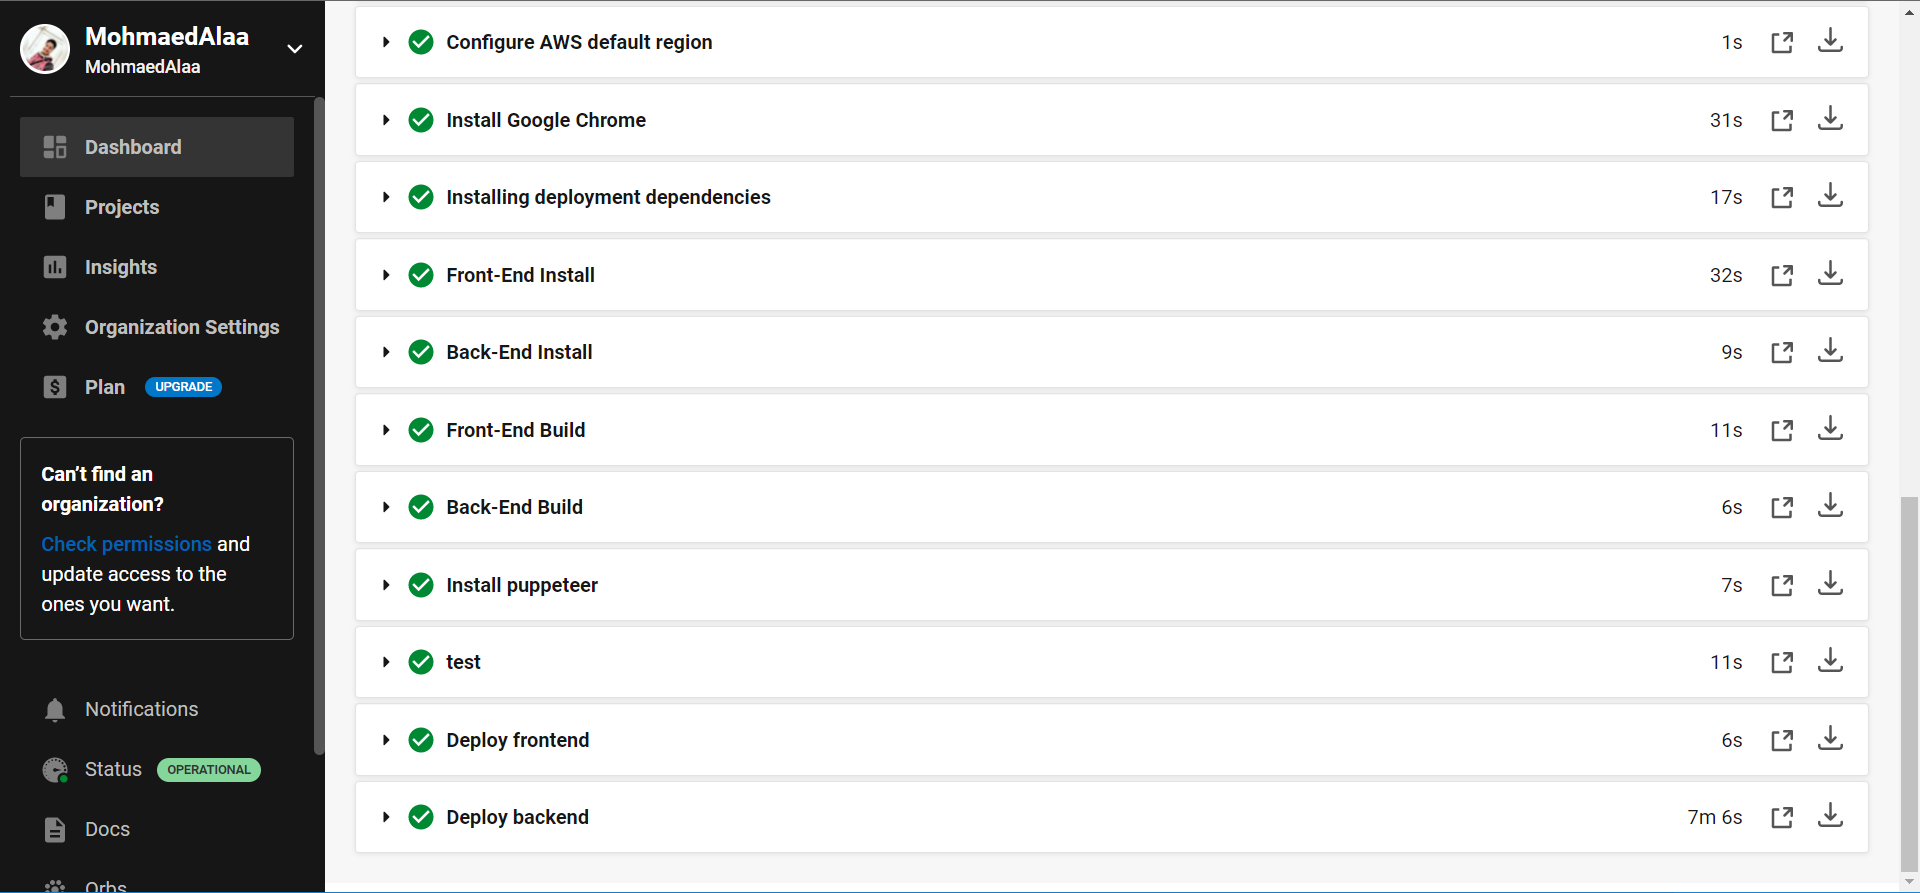 MohmaedAlaa
MohmaedAlaa
Dashboard
Projects
Insights
Organization Settings
Plan UPGRADE
Can’t find an
organization?
Check permissions and
update access to the
ones you want.
Notifications
Status OPERATIONAL
Docs
Orbs
Configure AWS default region 1s
Install Google Chrome 31s
Installing deployment dependencies 17s
Front-End Install 32s
Back-End Install 9s
Front-End Build 11s
Back-End Build 6s
Install puppeteer 7s
test 11s
Deploy frontend 6s
Deploy backend 7m 6s